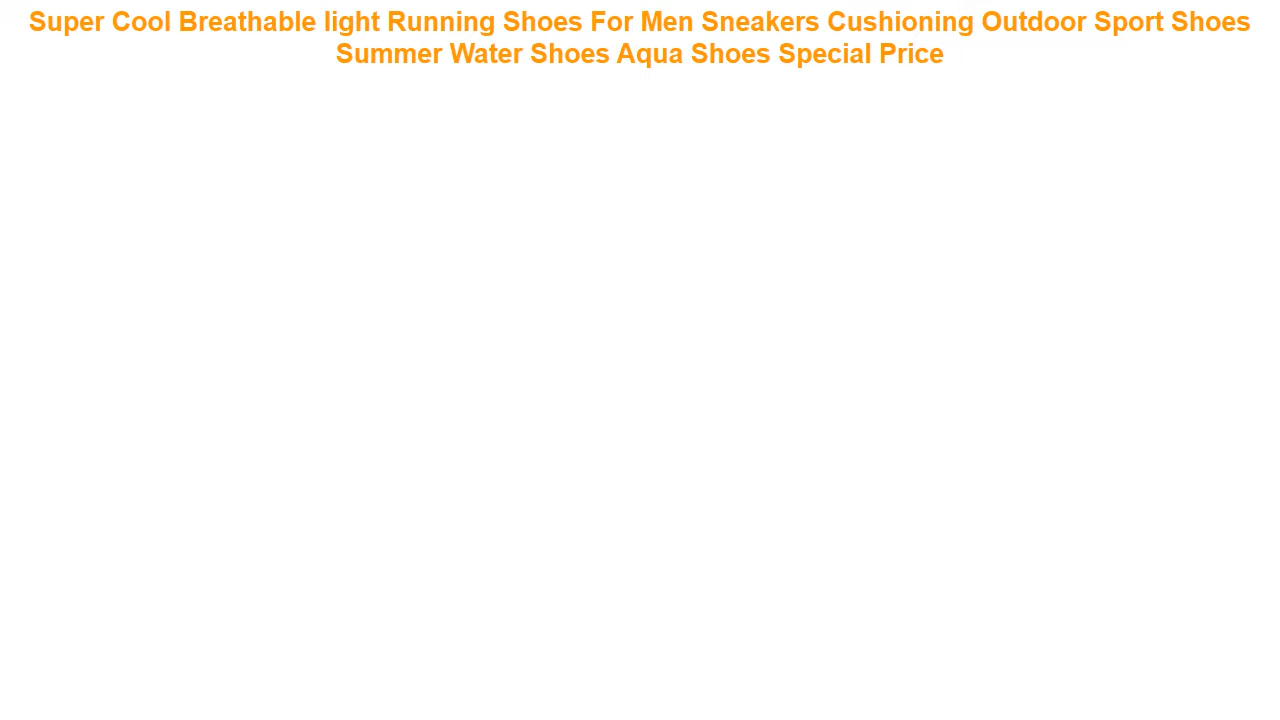 Super Cool Breathable light Running Shoes For Men Sneakers Cushioning Outdoor Sport Shoes
Summer Water Shoes Aqua Shoes Special Price